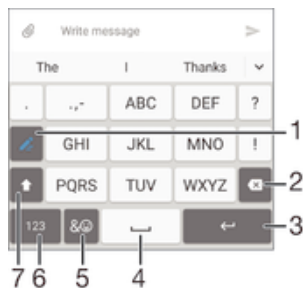 Write message
The I Thanks
. .,- ABC DEF ?
GHI JKL MNO ! 1
PQRS TUV WXYZ 2
123 &☺ 3
7 6 5 4